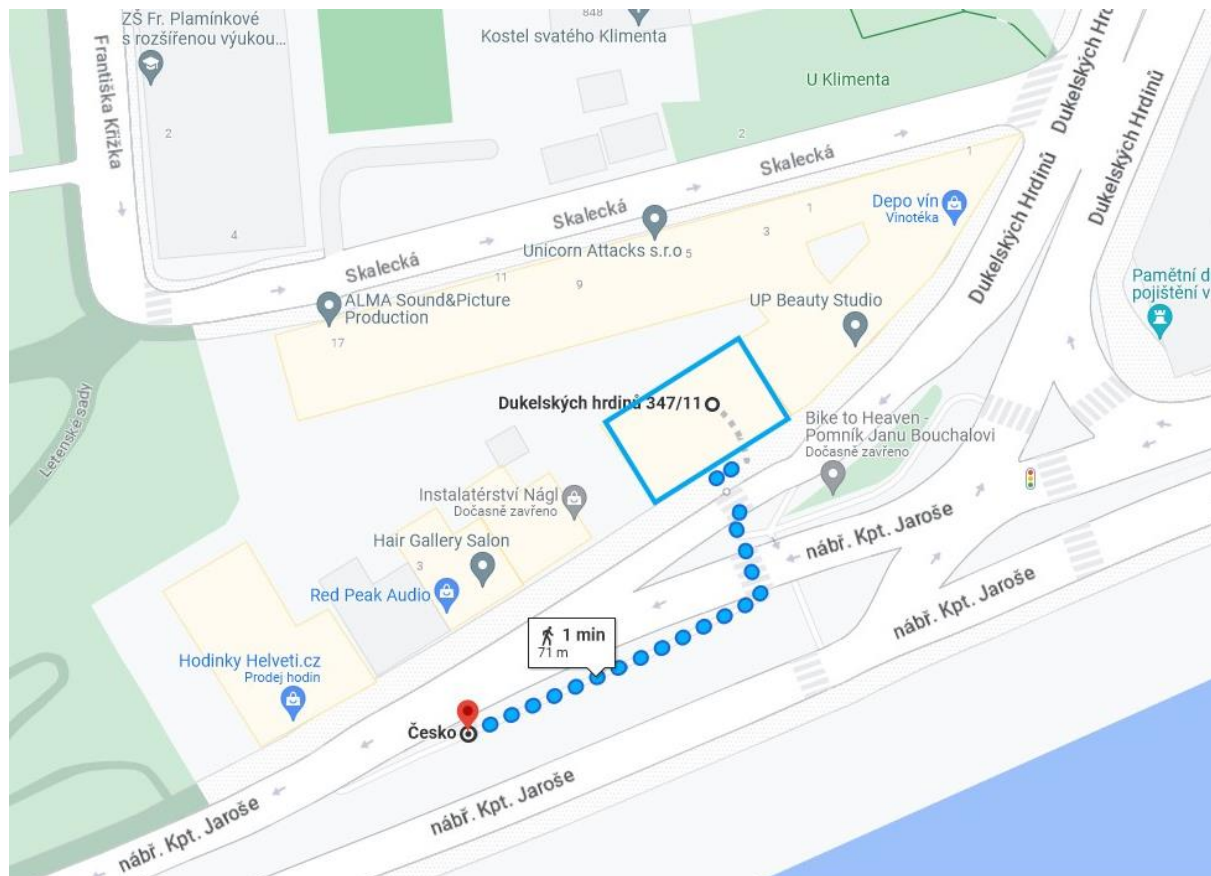 ZŠ Fr. Plamínkové
s rozšířenou výukou...
848
Kostel svatého Klimenta
Františka Křížka
U Klimenta
Dukelských Hrdinů
2
2
1
Skalecká
Dukelských Hrdinů
Dukelských Hrdinů
Depo vín
Vinotéka
1
4
Skalecká
3
Unicorn Attacks s.r.o
5
Dukelských Hrdinů
Skalecká
11
9
Pamětní d
pojištění v
ALMA Sound&Picture
Production
UP Beauty Studio
17
Dukelských hrdinů 347/11
Letenské sady
Bike to Heaven -
Pomník Janu Bouchalovi
Dočasně zavřeno
Instalatérství Nágl
Dočasně zavřeno
nábř. Kpt. Jaroše
Hair Gallery Salon
3
Red Peak Audio
nábř. Kpt. Jaroše
1 min
71 m
Hodinky Helveti.cz
Prodej hodin
Česko
nábř. Kpt. Jaroše
nábř. Kpt. Jaroše